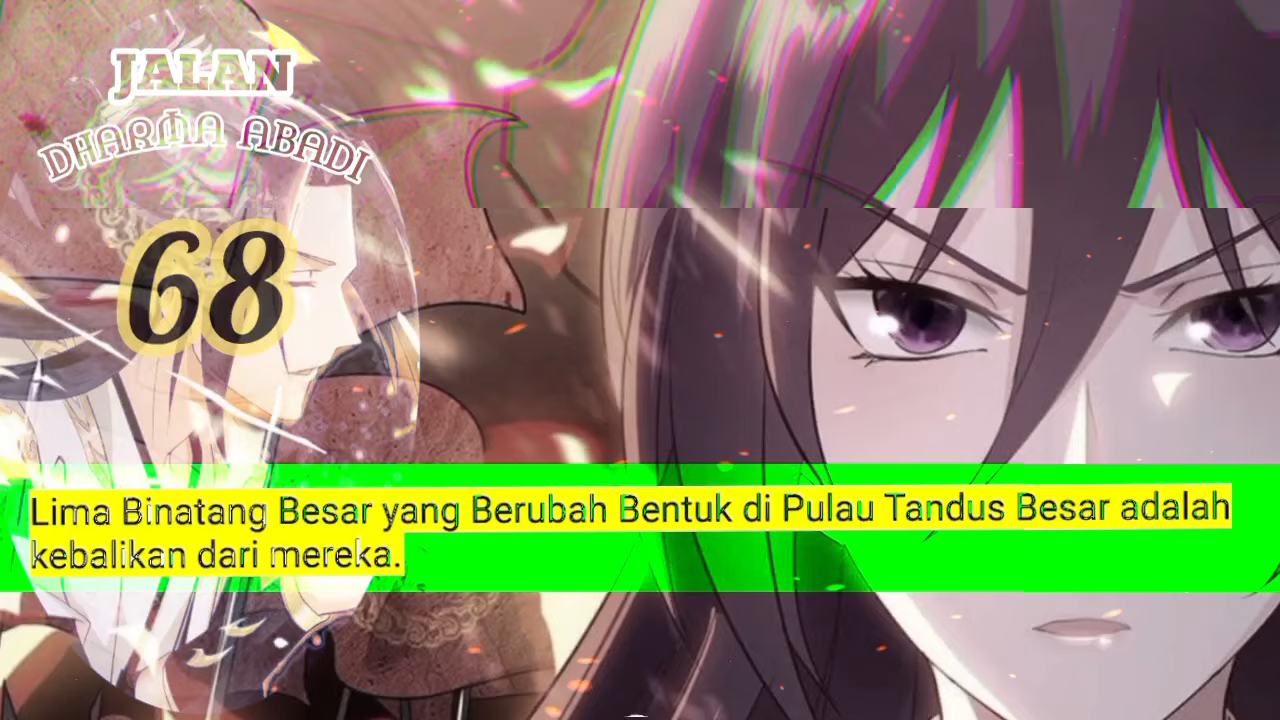 JALAN
DHARMA ABADI
68
Lima Binatang Besar yang Berubah Bentuk di Pulau Tandus Besar adalah
kebalikan dari mereka.